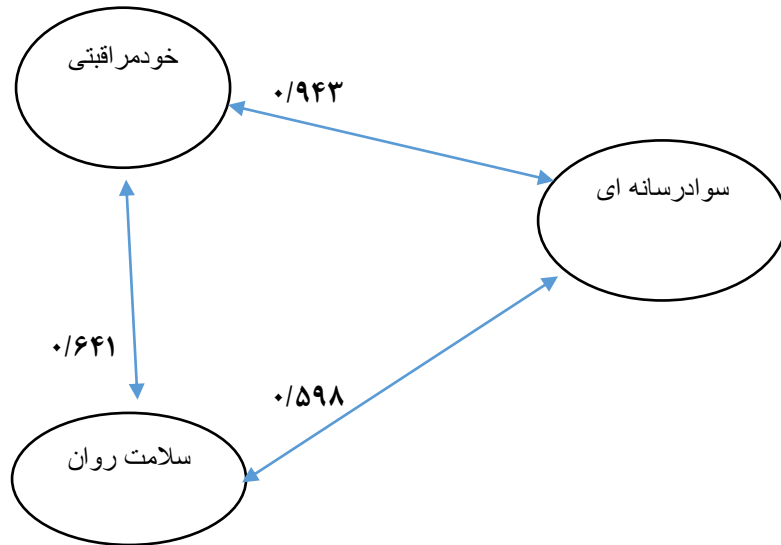 خودمراقبتی
۰/۹۴۳
سوادرسانه ای
۰/۶۴۱
۰/۵۹۸
سلامت روان